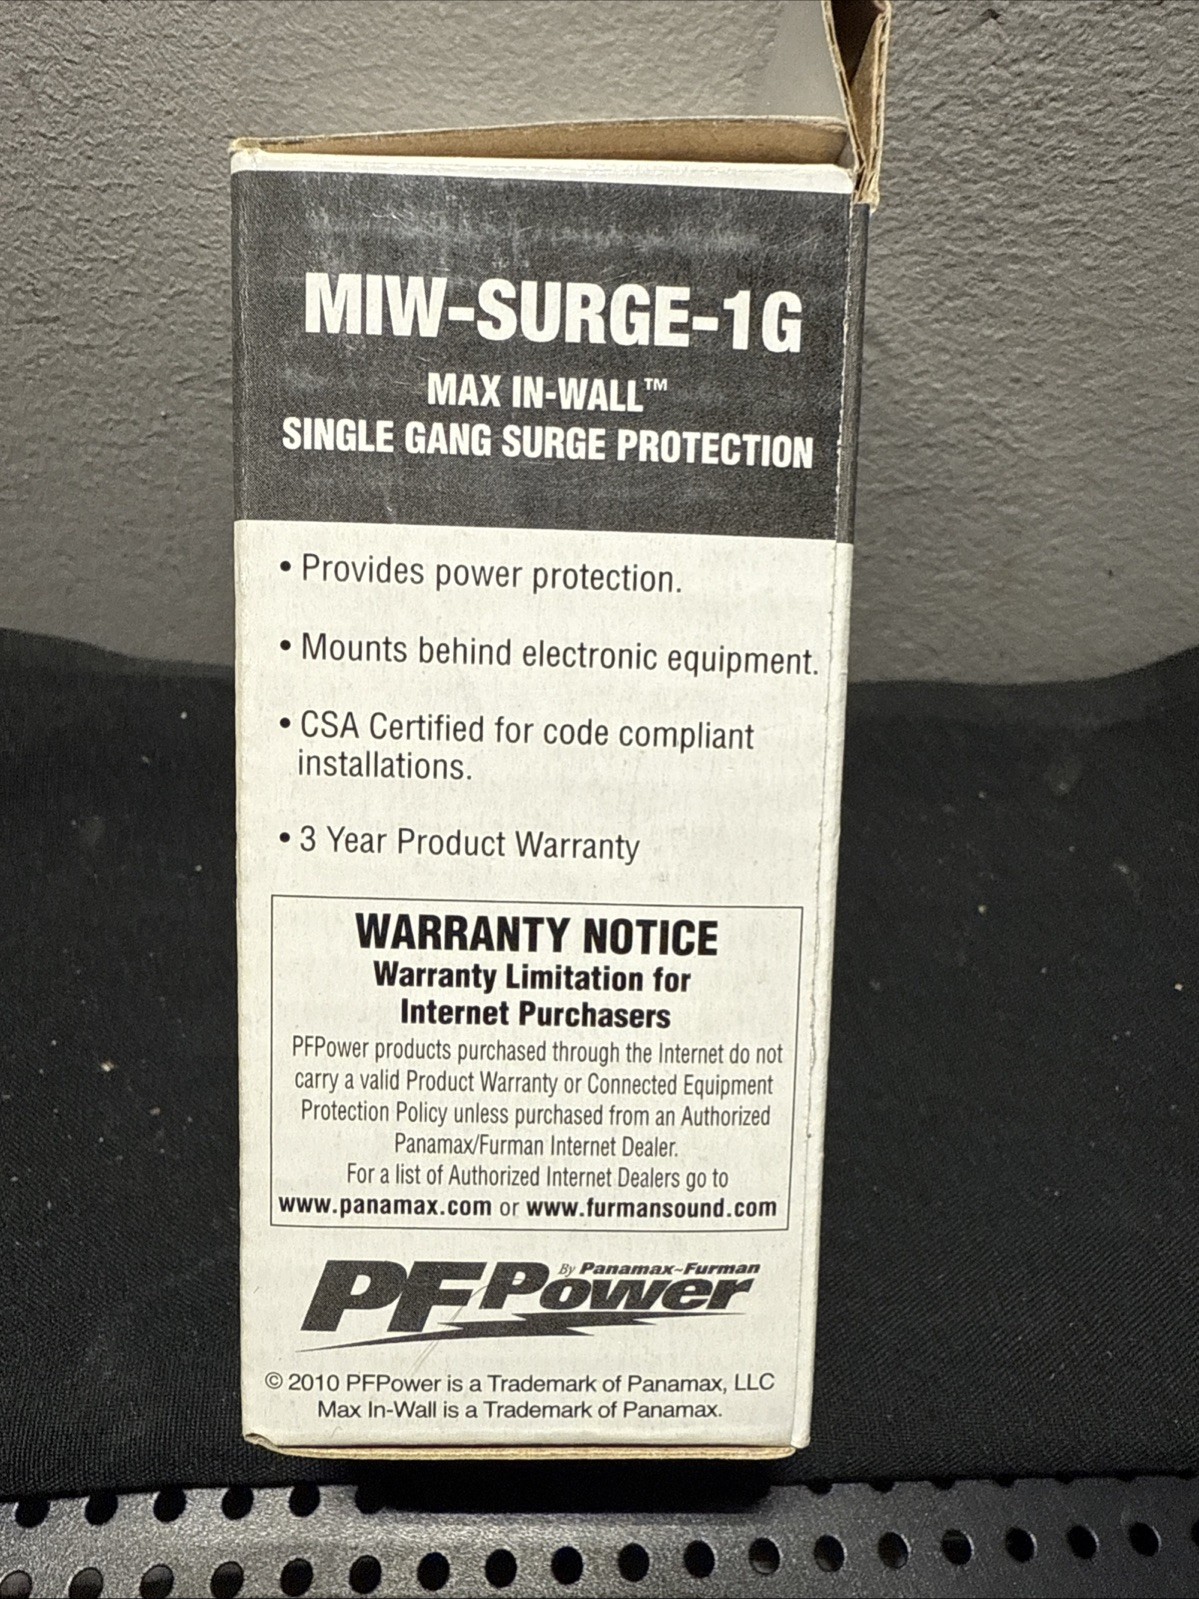 MIW-SURGE-1G
MAX IN-WALL™
SINGLE GANG SURGE PROTECTION
• Provides power protection.
• Mounts behind electronic equipment.
• CSA Certified for code compliant
installations.
• 3 Year Product Warranty
WARRANTY NOTICE
Warranty Limitation for
Internet Purchasers
PFPower products purchased through the Internet do not
carry a valid Product Warranty or Connected Equipment
Protection Policy unless purchased from an Authorized
Panamax/Furman Internet Dealer.
For a list of Authorized Internet Dealers go to
www.panamax.com or www.furmansound.com
By Panamax~Furman
PFPower
© 2010 PFPower is a Trademark of Panamax, LLC
Max In-Wall is a Trademark of Panamax.